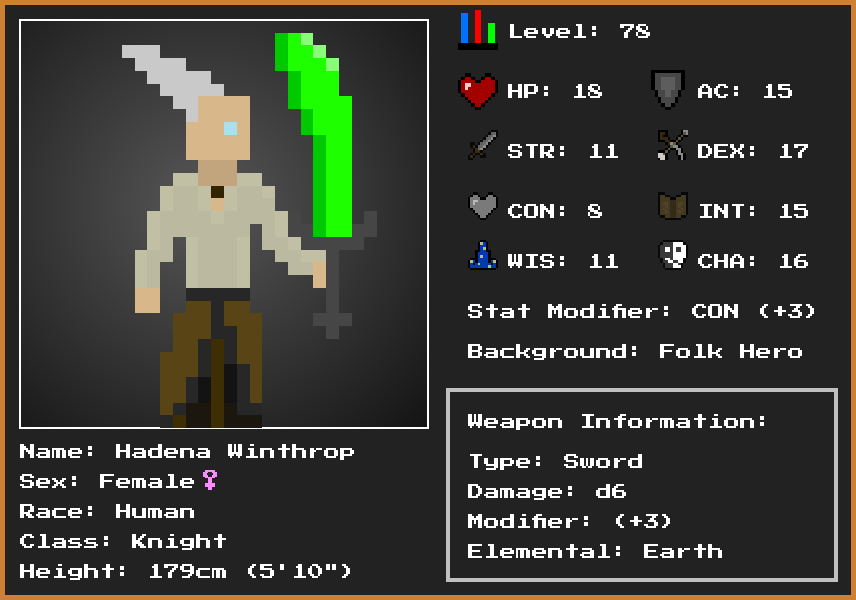 Level: 78
HP: 18 AC: 15
STR: 11 DEX: 17
CON: 8 INT: 15
WIS: 11 CHA: 16
Stat Modifier: CON (+3)
Background: Folk Hero
Weapon Information:
Type: Sword
Damage: d6
Modifier: (+3)
Elemental: Earth
Name: Hadena Winthrop
Sex: Female♀
Race: Human
Class: Knight
Height: 179cm (5'10")